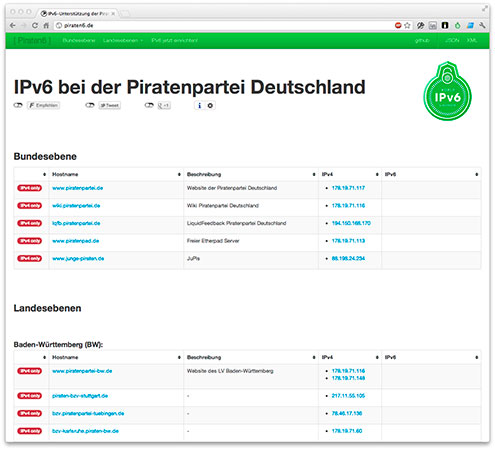 IPv6-Unterstützung der Pirat
piraten6.de
[ Piraten6 ] Bundesebene Landesebenen IPv6 jetzt einrichten! github JSON XML
IPv6 bei der Piratenpartei Deutschland
IPv6
Empfehlen Tweet +1 i
Bundesebene
Hostname Beschreibung IPv4 IPv6
IPv4 only www.piratenpartei.de Website der Piratenpartei Deutschland 178.19.71.117
IPv4 only wiki.piratenpartei.de Wiki Piratenpartei Deutschland 178.19.71.116
IPv4 only lqfb.piratenpartei.de LiquidFeedback Piratenpartei Deutschland 194.150.168.170
IPv4 only www.piratenpad.de Freier Etherpad Server 178.19.71.113
IPv4 only www.junge-piraten.de JuPis 88.198.24.234
Landesebenen
Baden-Württemberg (BW):
Hostname Beschreibung IPv4 IPv6
IPv4 only www.piratenpartei-bw.de Website des LV Baden-Württemberg 178.19.71.116
178.19.71.148
IPv4 only piraten-bzv-stuttgart.de - 217.11.55.105
IPv4 only bzv.piratenpartei-tuebingen.de - 78.46.17.136
IPv4 only bzv-karlsruhe.piraten-bw.de - 178.19.71.60